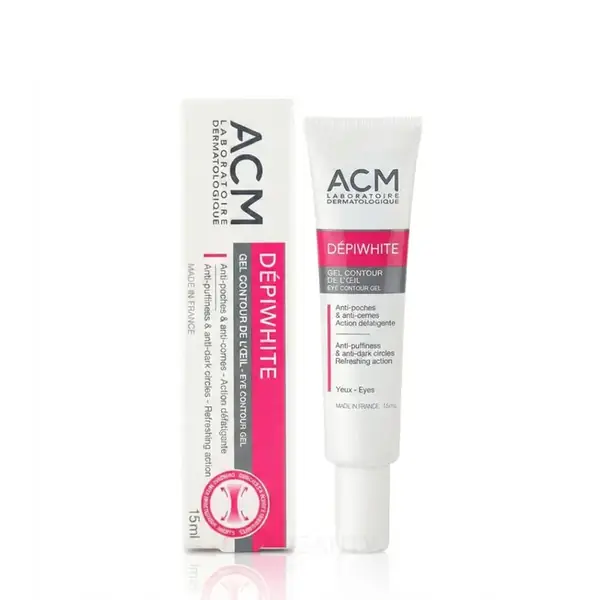 ACM
LABORATOIRE
DERMATOLOGIQUE
DÉPIWHITE
GEL CONTOUR DE L'ŒIL - EYE CONTOUR GEL
Anti-poches & anti-cernes - Action défatigante
Anti-puffiness & anti-dark circles - Refreshing action
MADE IN FRANCE
15ml
ACM
LABORATOIRE
DERMATOLOGIQUE
DÉPIWHITE
GEL CONTOUR
DE L'ŒIL
EYE CONTOUR GEL
Anti-poches
& anti-cernes
Action défatigante
Anti-puffiness
& anti-dark circles
Refreshing action
Yeux - Eyes
MADE IN FRANCE 15ml